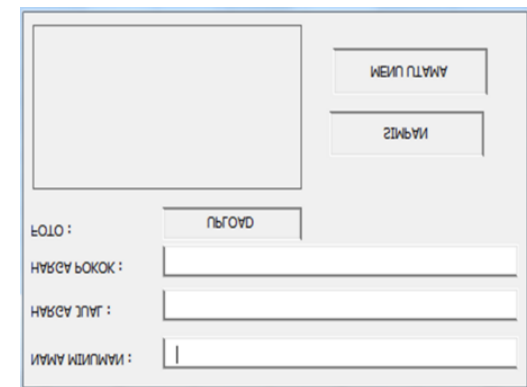 NAMA MINUMAN :
HARGA JUAL :
HARGA POKOK :
FOTO :
UPLOAD
SIMPAN
MENU UTAMA